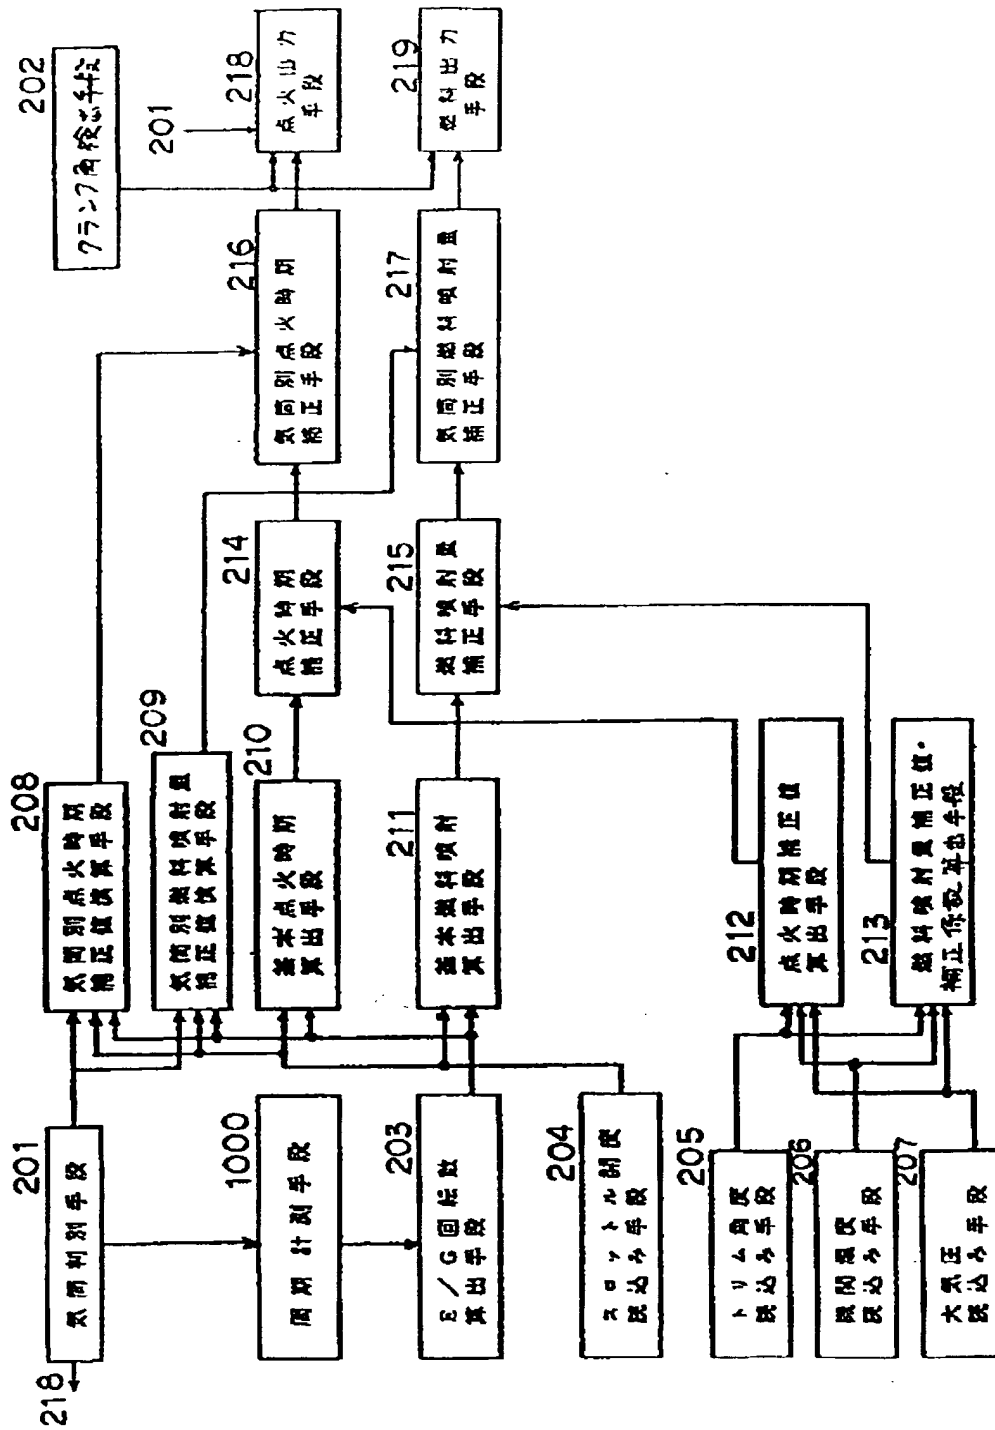 201
気筒判別手段
218
1000
周期計測手段
203
E/G回転数
算出手段
204
スロットル開度
読込み手段
205
トリム角度
読込み手段
206
機関温度
読込み手段
207
大気圧
読込み手段
208
気筒別点火時期
補正値演算手段
209
気筒別燃料噴射量
補正値演算手段
210
基本点火時期
算出手段
211
基本燃料噴射
算出手段
212
点火時期補正値
算出手段
213
燃料噴射量補正値・
補正係数算出手段
214
点火時期
補正手段
215
燃料噴射量
補正手段
216
気筒別点火時期
補正手段
217
気筒別燃料噴射量
補正手段
202
クランク角検出手段
201
218
点火出力
手段
219
燃料出力
手段